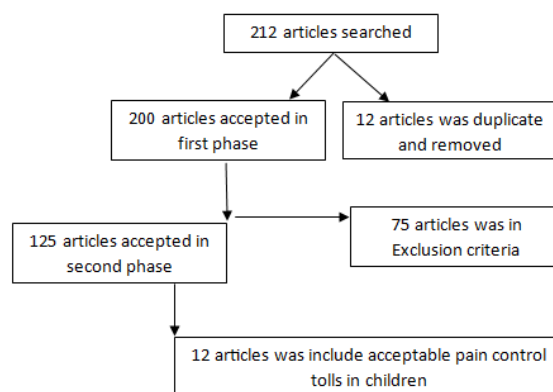 212 articles searched
200 articles accepted in
first phase
12 articles was duplicate
and removed
75 articles was in
Exclusion criteria
125 articles accepted in
second phase
12 articles was include acceptable pain control
tolls in children